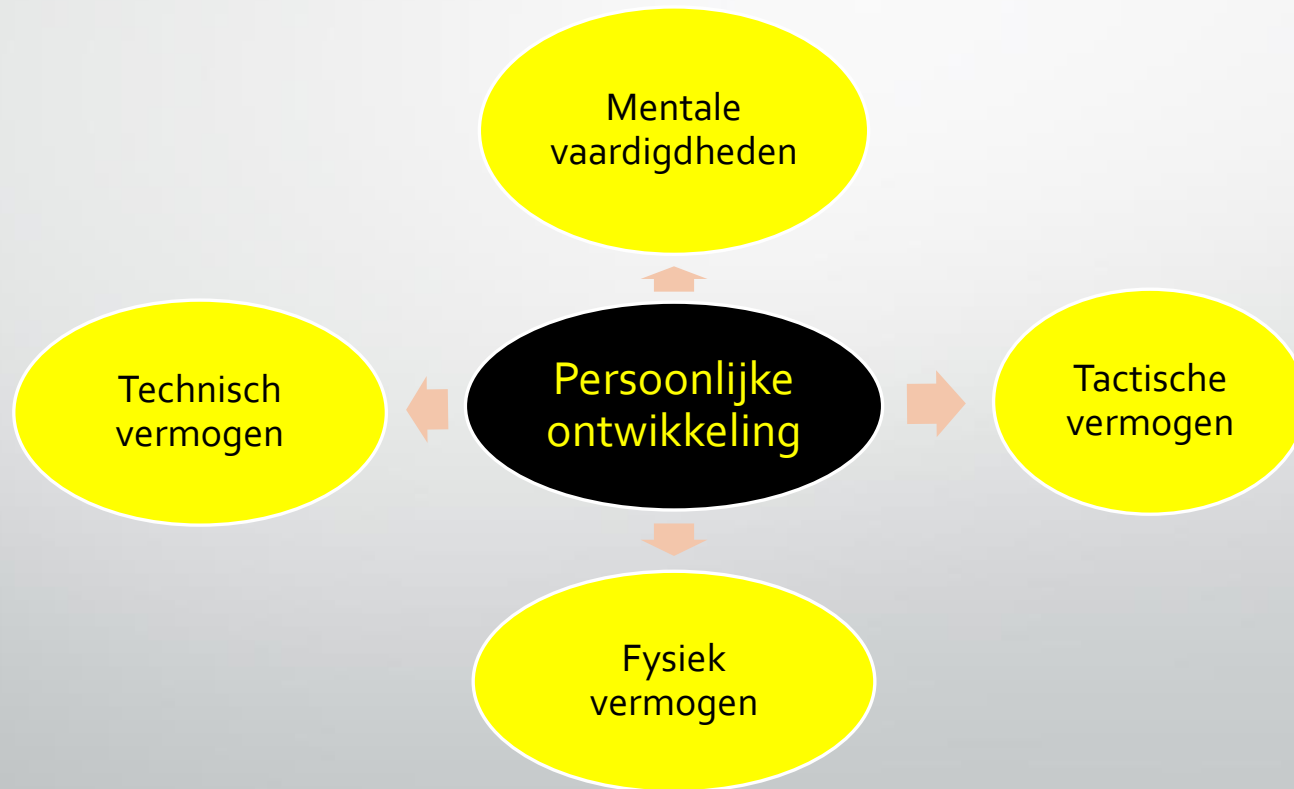 Mentale
vaardigdheden
Technisch
vermogen
Persoonlijke
ontwikkeling
Tactische
vermogen
Fysiek
vermogen